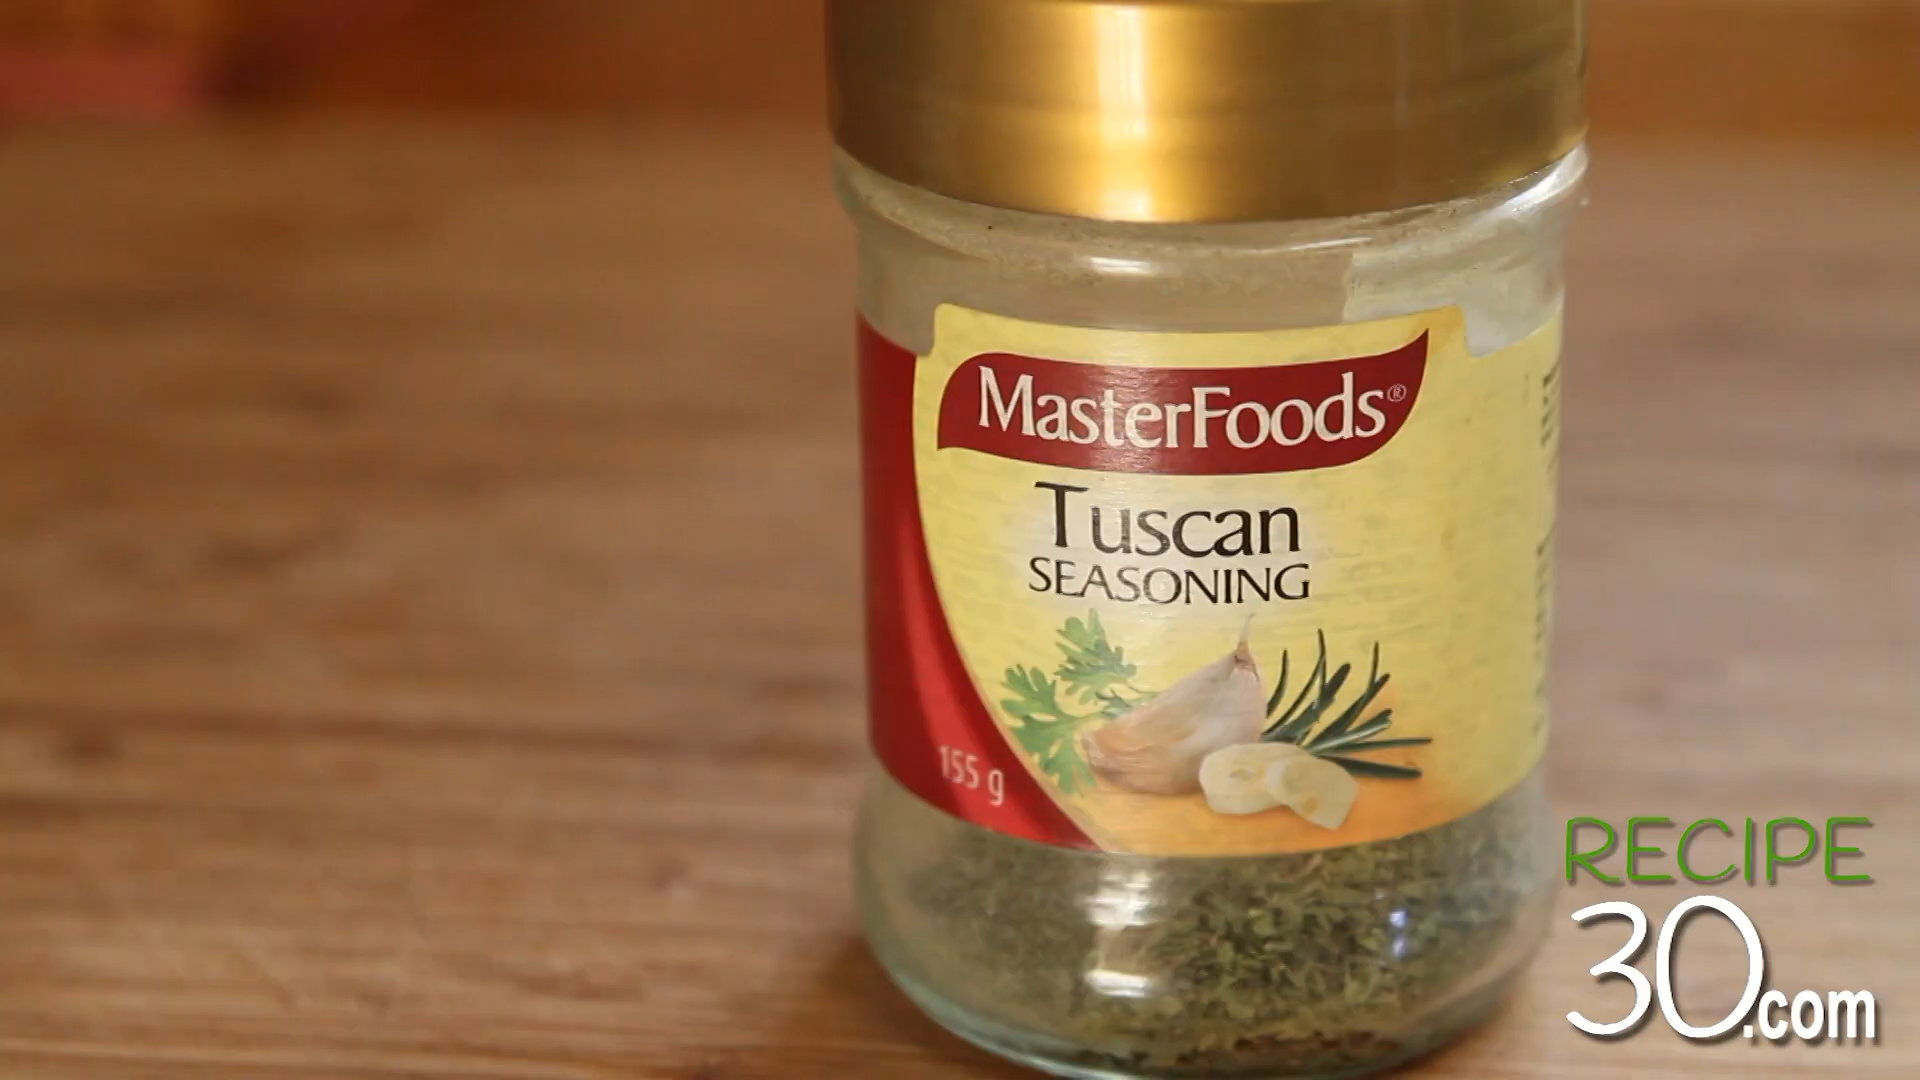 MasterFoods®
Tuscan
SEASONING
155 g
RECIPE
30.com